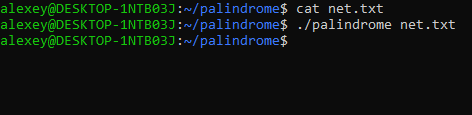 alexey@DESKTOP-1NTB03J:~/palindrome$ cat net.txt
alexey@DESKTOP-1NTB03J:~/palindrome$ ./palindrome net.txt
alexey@DESKTOP-1NTB03J:~/palindrome$